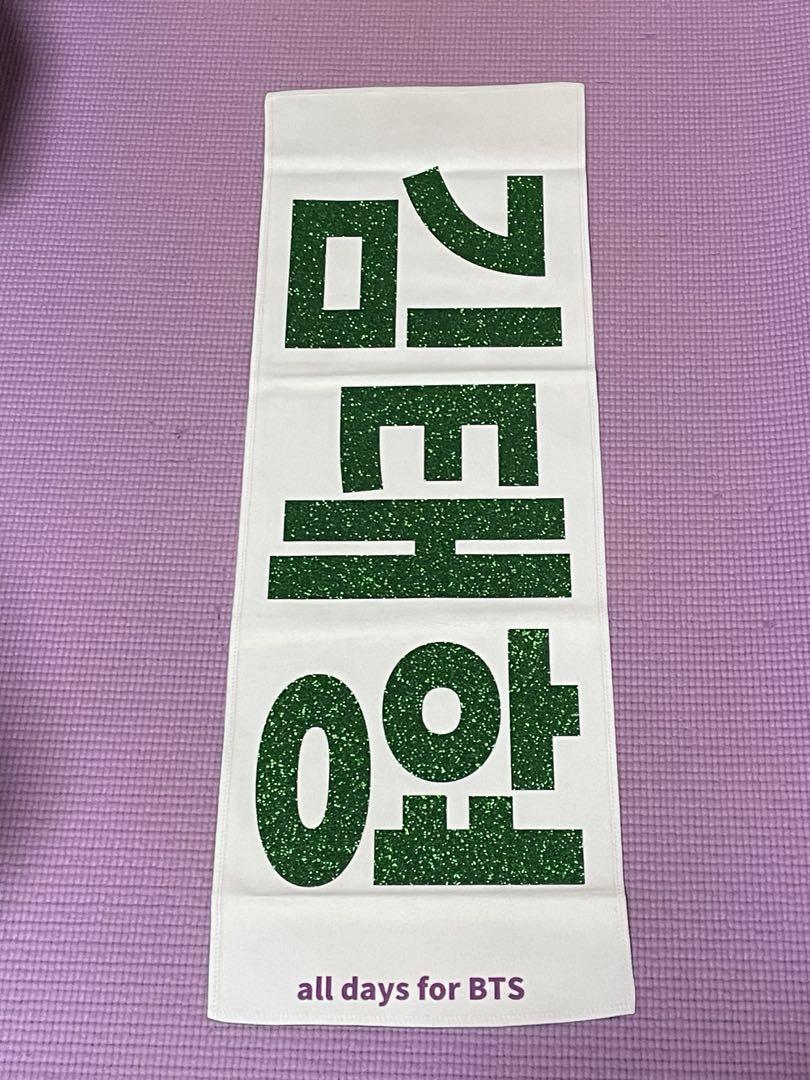 김태형
all days for BTS